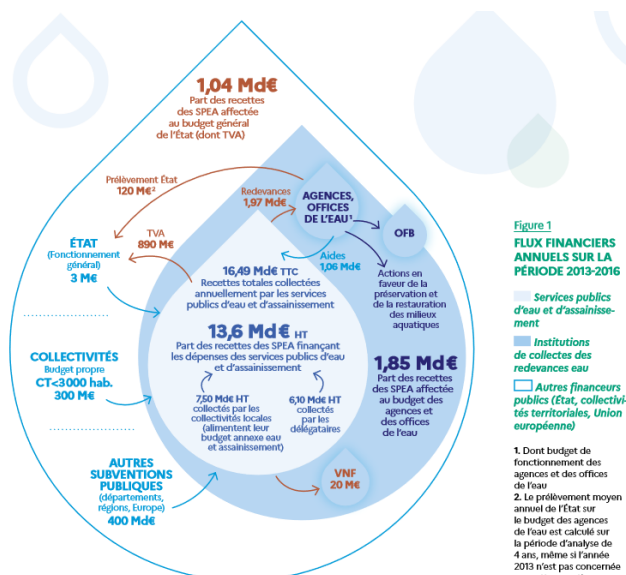 1,04 Md€
Part des recettes
des SPEA affectée
au budget général
de l'État (dont TVA)
Prélèvement État
120 M€²
Redevances
1,97 Md€
AGENCES,
OFFICES
DE L'EAU¹
OFB
TVA
890 M€
ÉTAT
(Fonctionnement
général)
3 M€
Aides
1,06 Md€
Actions en
faveur de la
préservation et
de la restauration
des milieux
aquatiques
16,49 Md€ TTC
Recettes totales collectées
annuellement par les services
publics d'eau et d'assainissement
13,6 Md€ HT
Part des recettes des SPEA finançant
les dépenses des services publics d'eau
et d'assainissement
7,50 Md€ HT
collectés par les
collectivités locales
(alimentent leur
budget annexe eau
et assainissement)
6,10 Md€ HT
collectés
par les
délégataires
1,85 Md€
Part des recettes
des SPEA affectée
au budget des
agences et
des offices
de l'eau
COLLECTIVITÉS
Budget propre
CT<3000 hab.
300 M€
AUTRES
SUBVENTIONS
PUBLIQUES
(départements,
régions, Europe)
400 Md€
VNF
20 M€
Figure 1
FLUX FINANCIERS
ANNUELS SUR LA
PÉRIODE 2013-2016
Services publics
d'eau et d'assainisse-
ment
Institutions
de collectes des
redevances eau
Autres financeurs
publics (État, collectivi-
tés territoriales, Union
européenne)
1. Dont budget de
fonctionnement des
agences et des offices
de l'eau
2. Le prélèvement moyen
annuel de l'État sur
le budget des agences
de l'eau est calculé sur
la période d'analyse de
4 ans, même si l'année
2013 n'est pas concernée